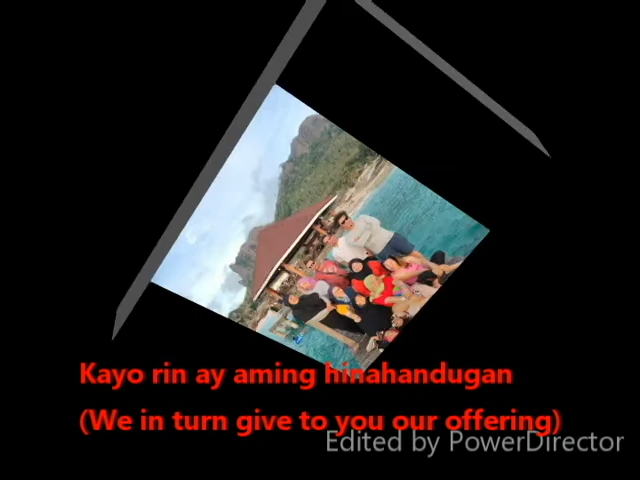 Kayo rin ay aming hinahandugan
(We in turn give to you our offering)
Edited by PowerDirector